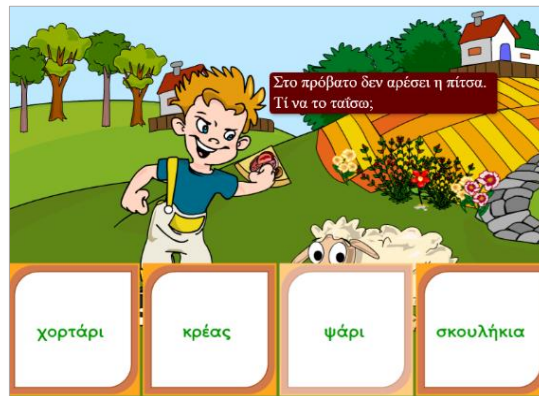 Στο πρόβατο δεν αρέσει η πίτσα.
Τί να το ταΐσω;
χορτάρι
κρέας
ψάρι
σκουλήκια